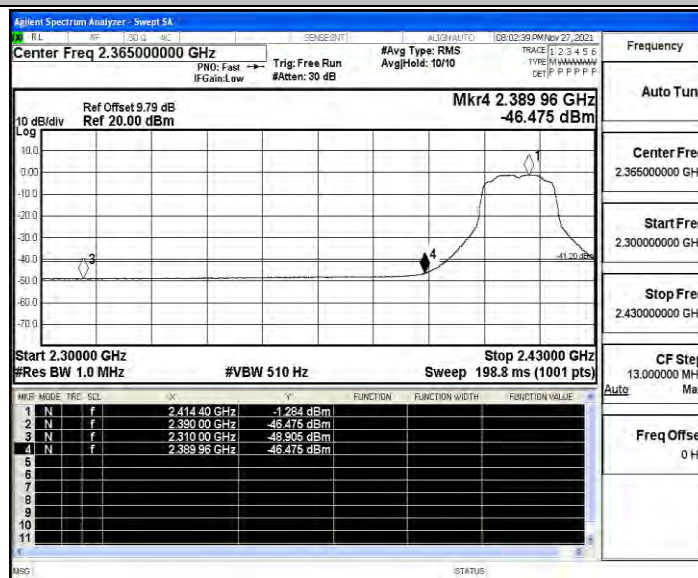 Agilent Spectrum Analyzer - Swept SA
RL RF 50 Ω AC SENSE:INT ALIGN AUTO 08:02:39 PM Nov 27, 2021
Center Freq 2.365000000 GHz
PNO: Fast
IFGain:Low
Trig: Free Run
#Atten: 30 dB
#Avg Type: RMS
Avg|Hold: 10/10
TRACE 1 2 3 4 5 6
TYPE M W W W W W
DET P P P P P P
Ref Offset 9.79 dB
10 dB/div Ref 20.00 dBm
Mkr4 2.389 96 GHz
-46.475 dBm
Log
10.0
0.00
-10.0
-20.0
-30.0
-40.0
-50.0
-60.0
-70.0
1
3
4
-41.20 dBm
Start 2.30000 GHz Stop 2.43000 GHz
#Res BW 1.0 MHz #VBW 510 Hz Sweep 198.8 ms (1001 pts)
MKR MODE TRC SCL X Y FUNCTION FUNCTION WIDTH FUNCTION VALUE
1 N f 2.414 40 GHz -1.284 dBm
2 N f 2.390 00 GHz -46.475 dBm
3 N f 2.310 00 GHz -48.905 dBm
4 N f 2.389 96 GHz -46.475 dBm
5
6
7
8
9
10
11
MSG STATUS
Frequency
Auto Tun
Center Fre
2.365000000 GH
Start Fre
2.300000000 GH
Stop Fre
2.430000000 GH
CF Step
13.000000 MH
Auto Ma
Freq Offse
0 H